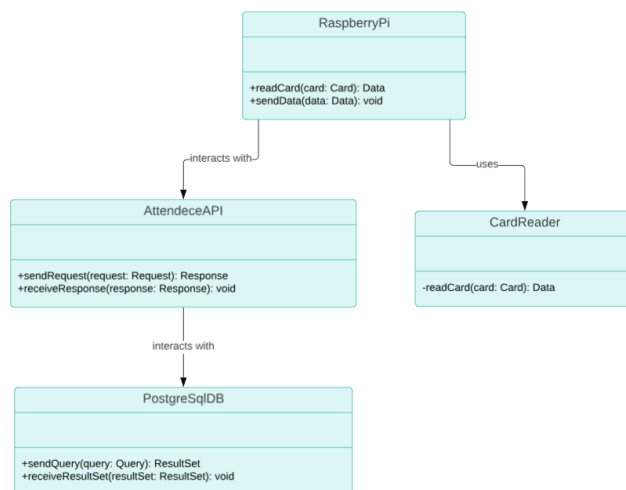 RaspberryPi
+readCard(card: Card): Data
+sendData(data: Data): void
interacts with
uses
AttendeceAPI
+sendRequest(request: Request): Response
+receiveResponse(response: Response): void
CardReader
-readCard(card: Card): Data
interacts with
PostgreSqlDB
+sendQuery(query: Query): ResultSet
+receiveResultSet(resultSet: ResultSet): void